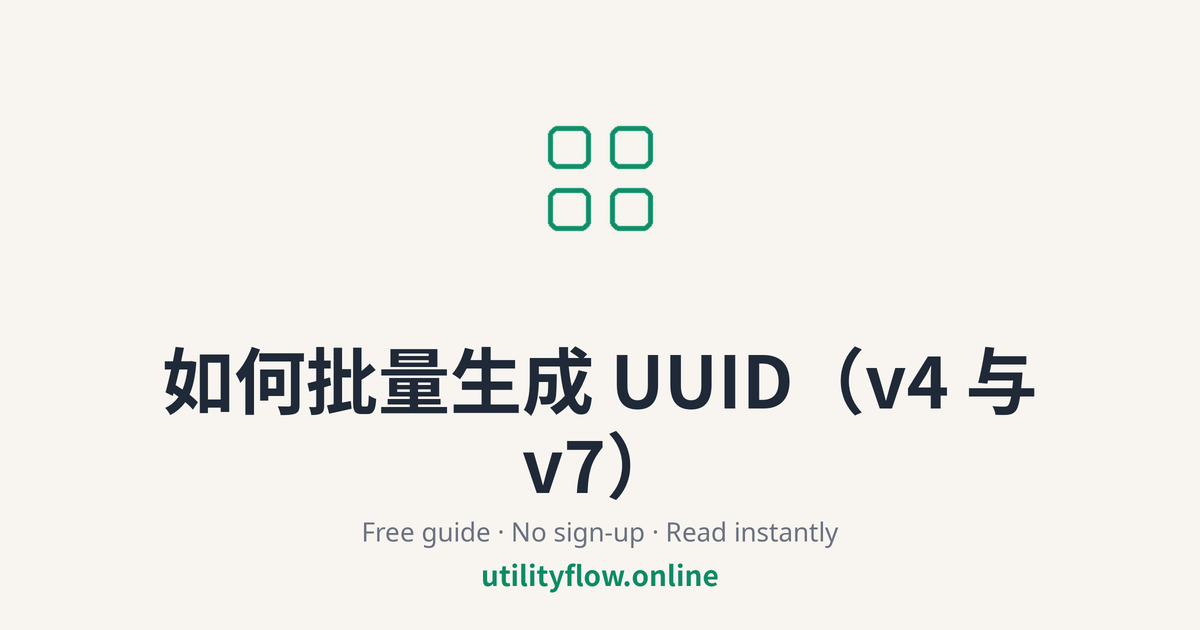 如何批量生成 UUID（v4 与
v7）
Free guide · No sign-up · Read instantly
utilityflow.online